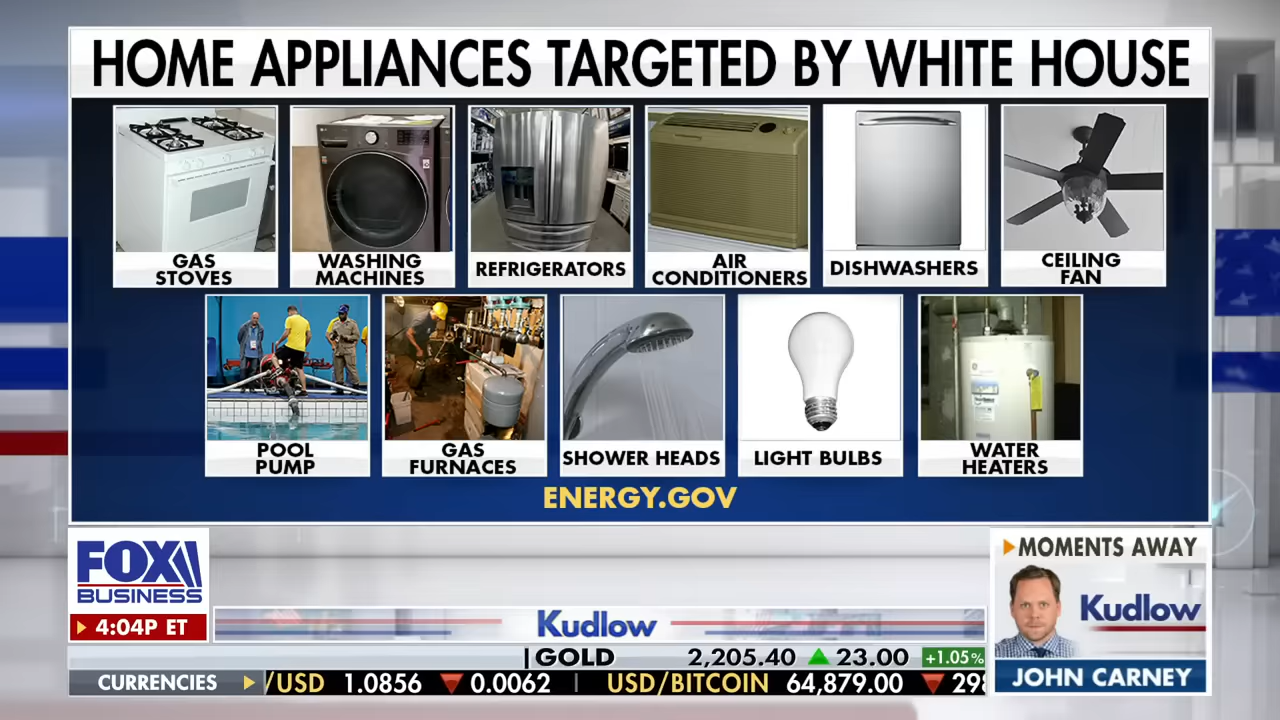 HOME APPLIANCES TARGETED BY WHITE HOUSE
GAS
STOVES
WASHING
MACHINES
REFRIGERATORS
AIR
CONDITIONERS
DISHWASHERS
CEILING
FAN
POOL
PUMP
GAS
FURNACES
SHOWER HEADS
LIGHT BULBS
WATER
HEATERS
ENERGY.GOV
FOX
BUSINESS
4:04P ET
Kudlow
MOMENTS AWAY
Kudlow
JOHN CARNEY
GOLD 2,205.40 23.00 +1.05%
CURRENCIES /USD 1.0856 0.0062 USD/BITCOIN 64,879.00